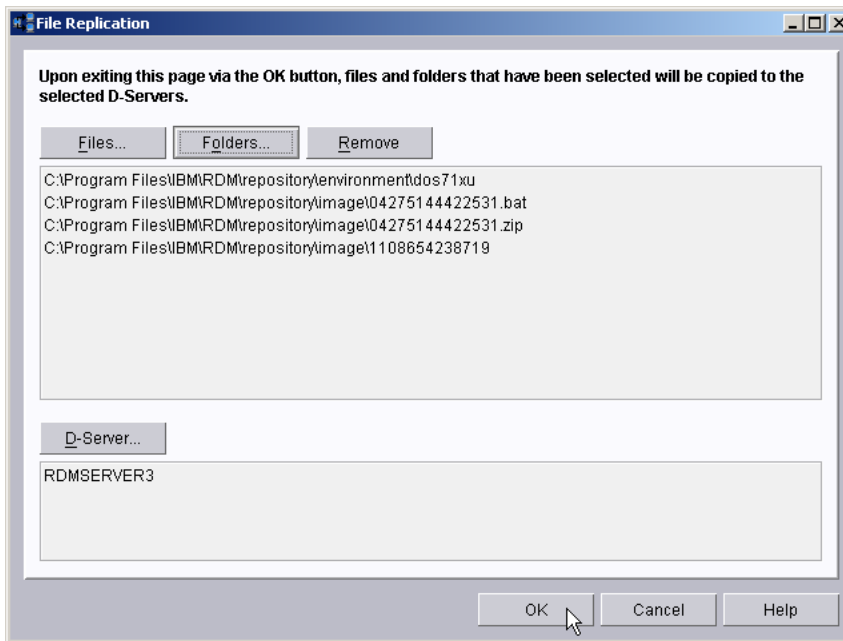 File Replication
Upon exiting this page via the OK button, files and folders that have been selected will be copied to the
selected D-Servers.
Files... Folders... Remove
C:\Program Files\IBM\RDM\repository\environment\dos71xu
C:\Program Files\IBM\RDM\repository\image\04275144422531.bat
C:\Program Files\IBM\RDM\repository\image\04275144422531.zip
C:\Program Files\IBM\RDM\repository\image\1108654238719
D-Server...
RDMSERVER3
OK Cancel Help